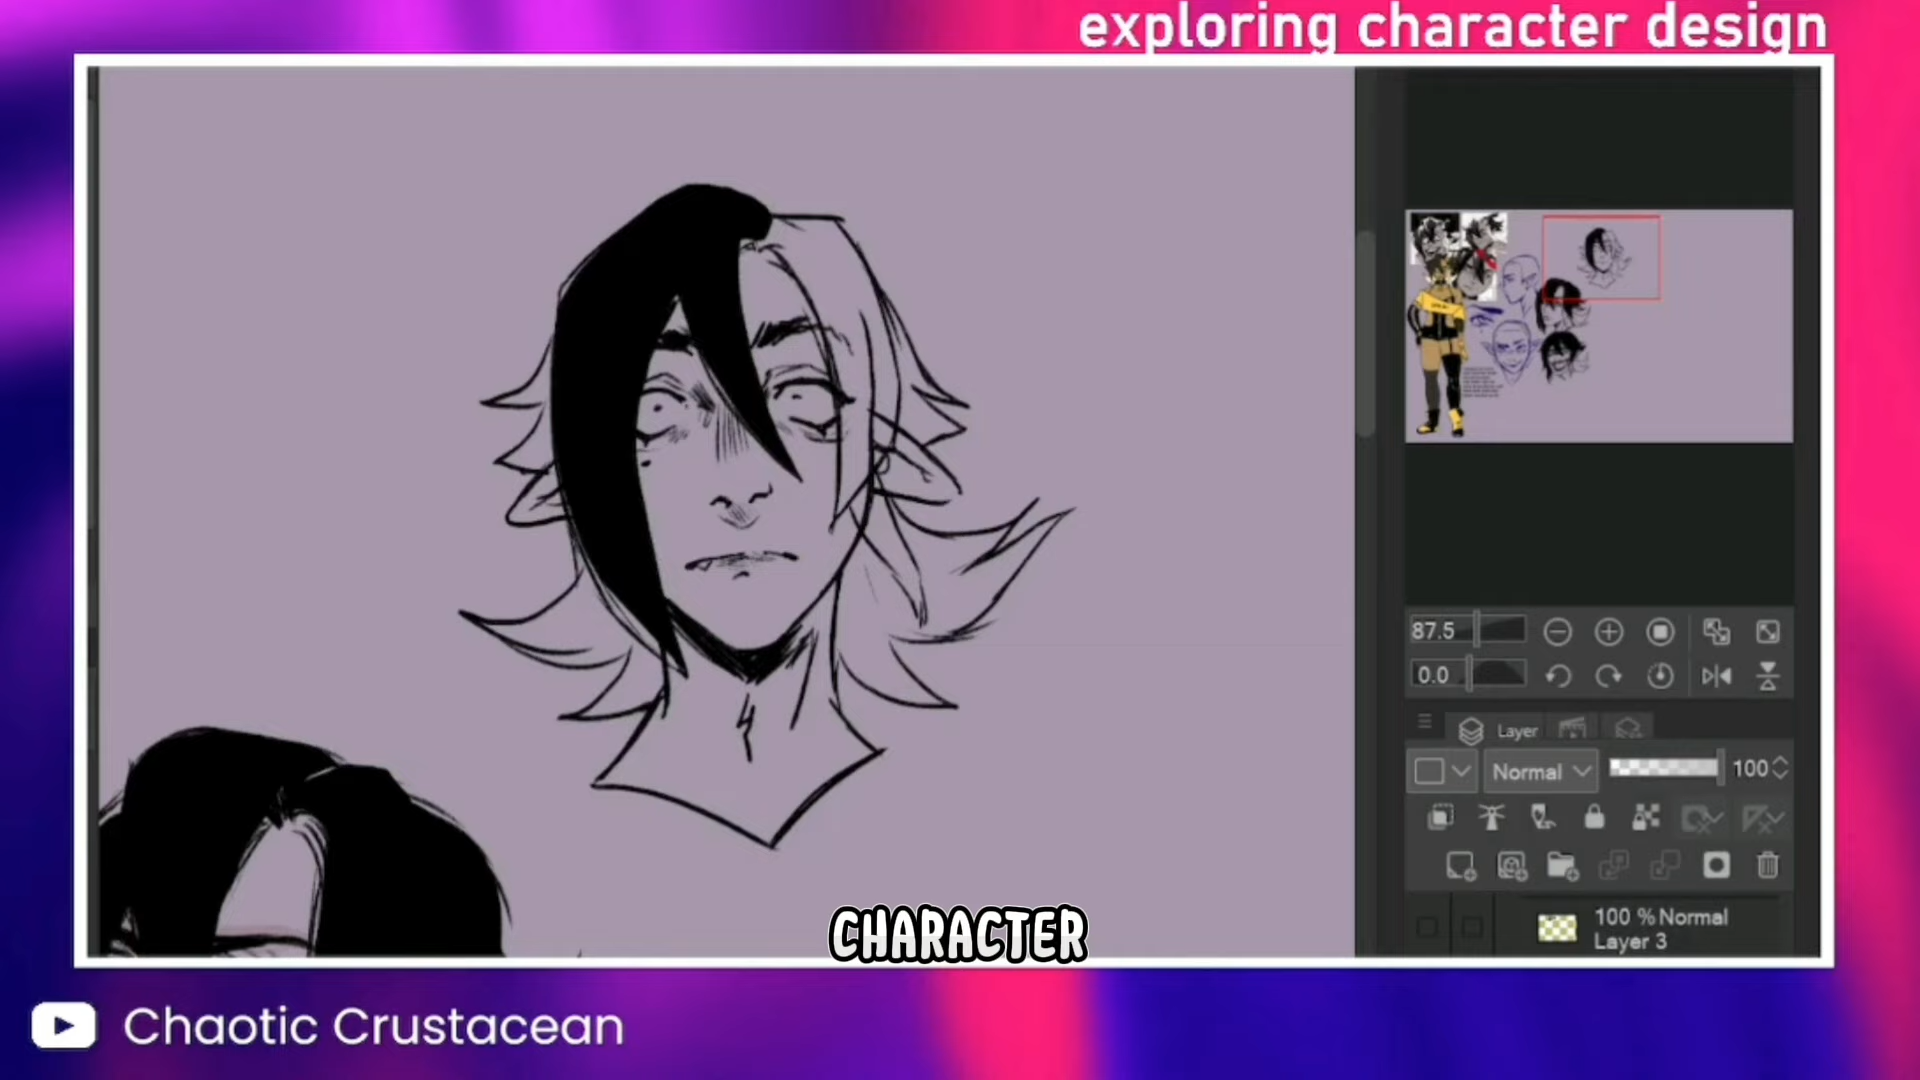 exploring character design
87.5
0.0
Layer
Normal
100
100 % Normal
Layer 3
CHARACTER
Chaotic Crustacean